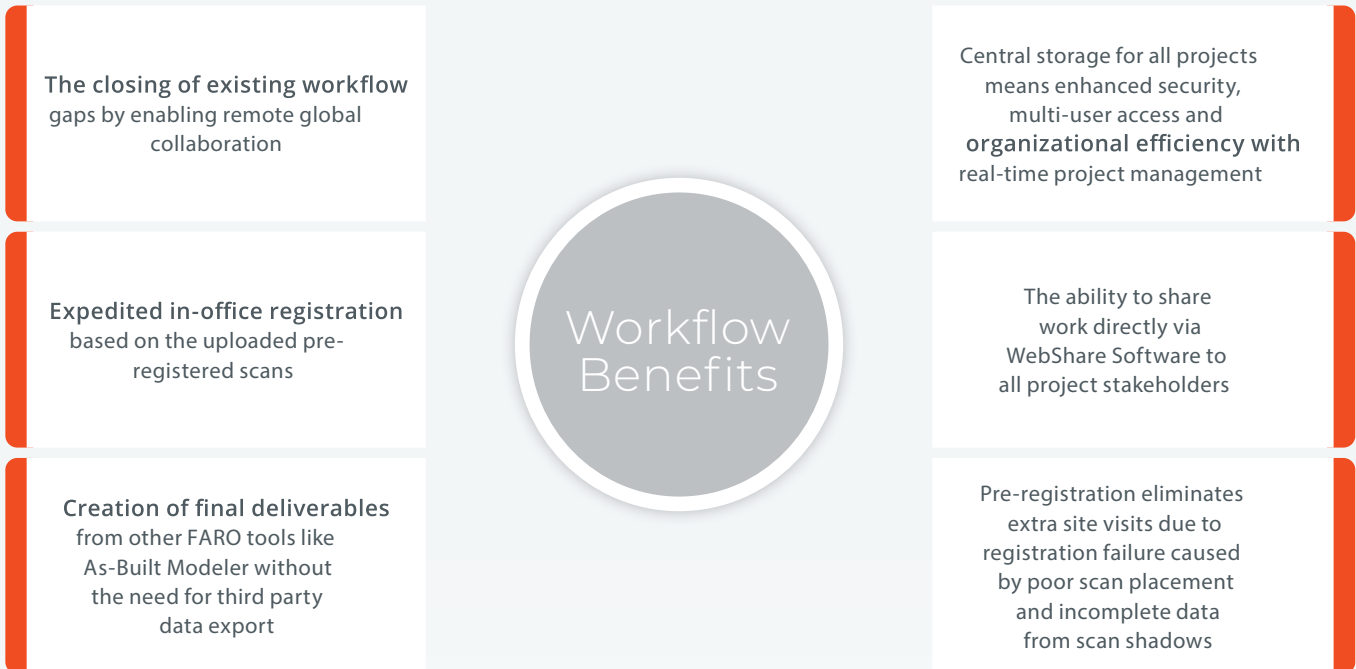 The closing of existing workflow
gaps by enabling remote global
collaboration
Expedited in-office registration
based on the uploaded pre-
registered scans
Creation of final deliverables
from other FARO tools like
As-Built Modeler without
the need for third party
data export
Workflow
Benefits
Central storage for all projects
means enhanced security,
multi-user access and
organizational efficiency with
real-time project management
The ability to share
work directly via
WebShare Software to
all project stakeholders
Pre-registration eliminates
extra site visits due to
registration failure caused
by poor scan placement
and incomplete data
from scan shadows